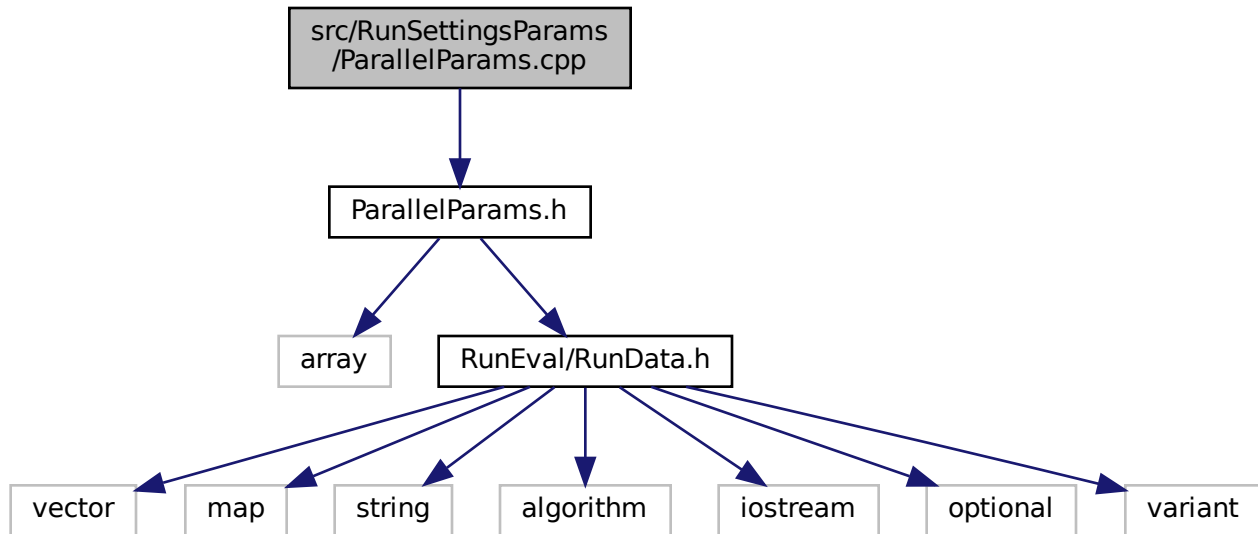 src/RunSettingsParams
/ParallelParams.cpp
ParallelParams.h
array
RunEval/RunData.h
vector
map
string
algorithm
iostream
optional
variant